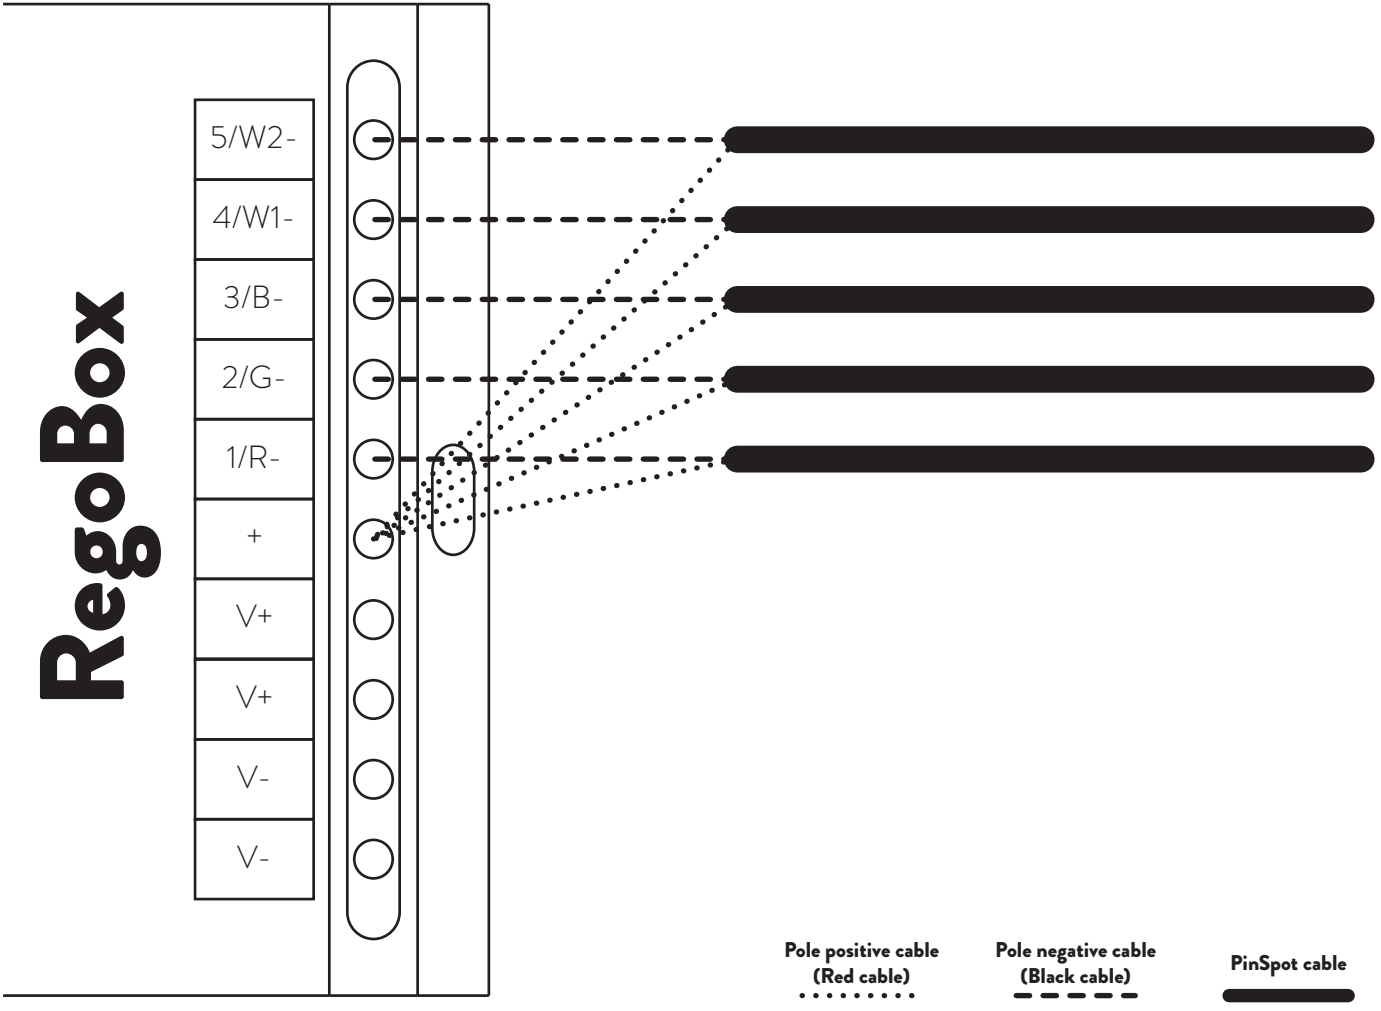 RegoBox
5/W2-
4/W1-
3/B-
2/G-
1/R-
+
V+
V+
V-
V-
Pole positive cable
(Red cable)
Pole negative cable
(Black cable)
PinSpot cable